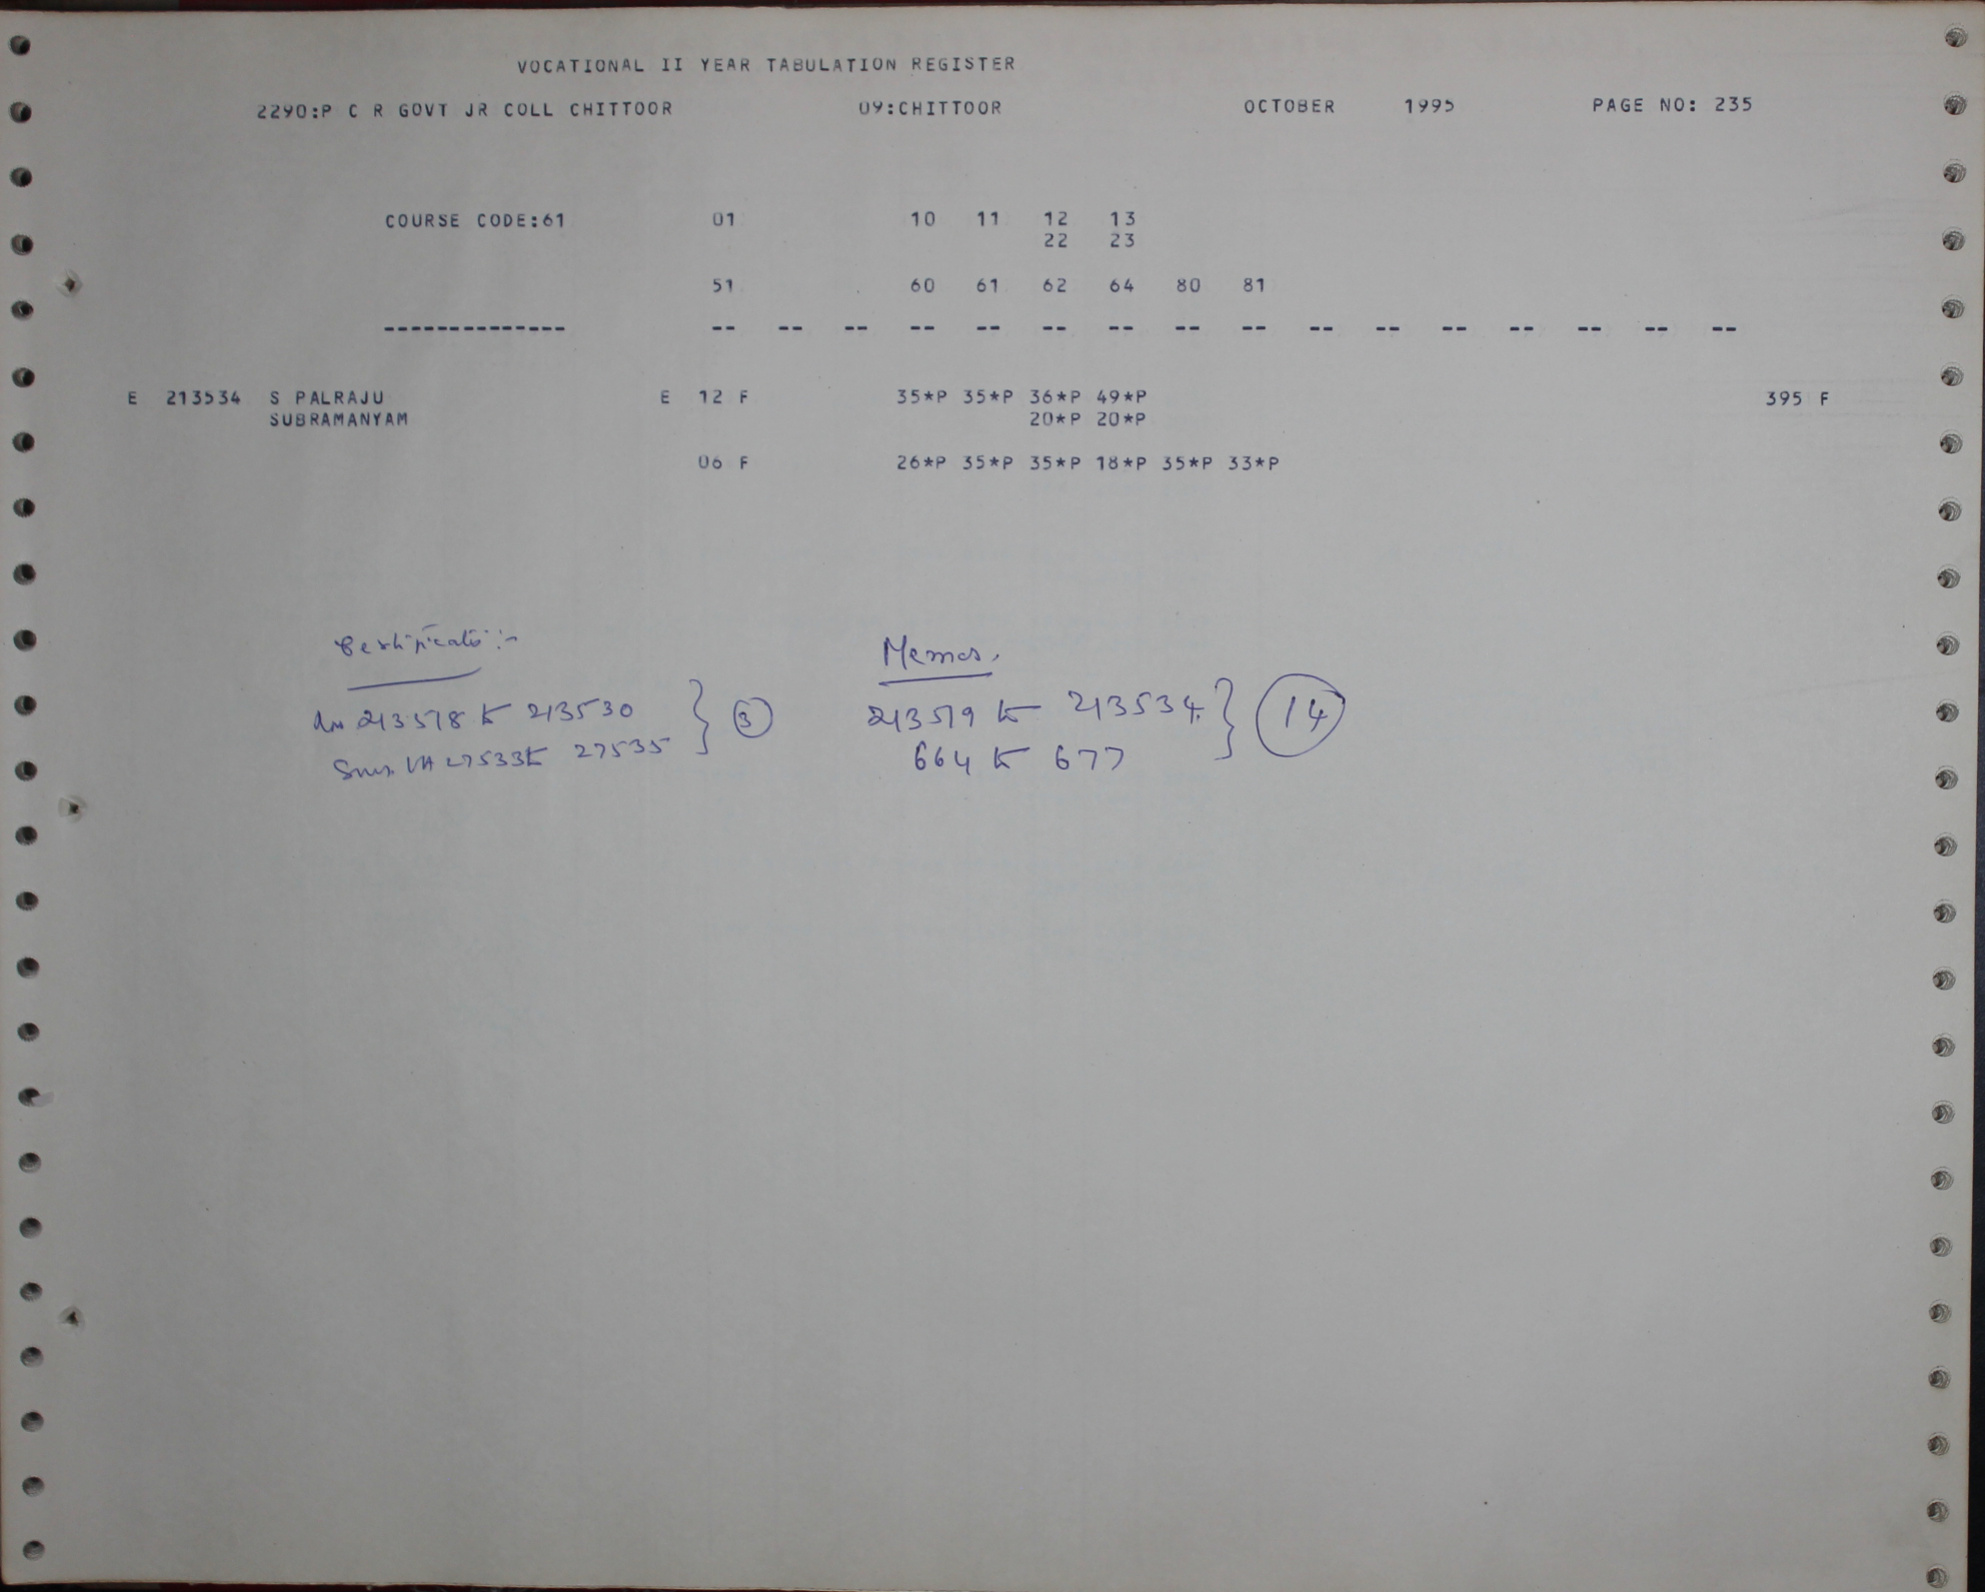 VOCATIONAL II YEAR TABULATION REGISTER
2290:P C R GOVT JR COLL CHITTOOR 09:CHITTOOR OCTOBER 1995 PAGE NO: 235
COURSE CODE:61 01 10 11 12 13
22 23
51 60 61 62 64 80 81
-------------- -- -- -- -- -- -- -- -- -- -- -- -- -- -- -- --
E 213534 S PALRAJU E 12 F 35*P 35*P 36*P 49*P 395 F
SUBRAMANYAM 20*P 20*P
06 F 26*P 35*P 35*P 18*P 35*P 33*P
Memos.
213530 } 3 213519 to 213534 } 14
27535 664 to 677